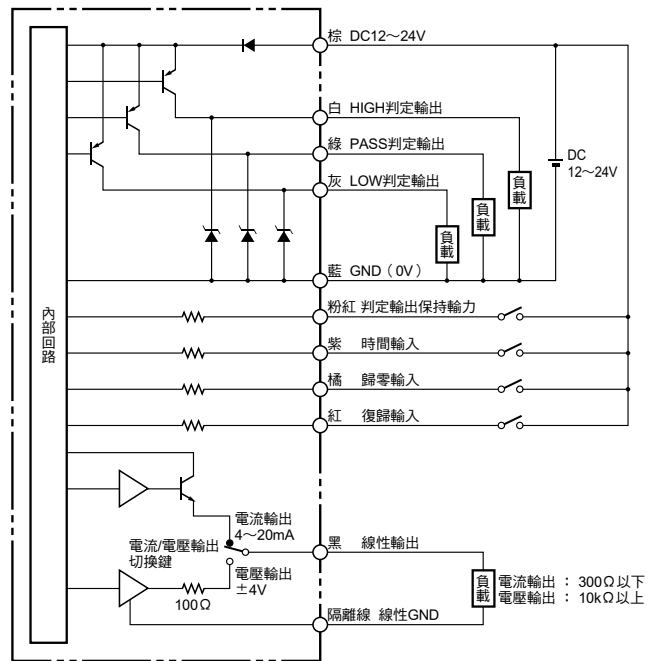 棕 DC12～24V
白 HIGH判定輸出
綠 PASS判定輸出
灰 LOW判定輸出
負載
負載
負載
DC
12～24V
藍 GND（0V）
內部回路
粉紅 判定輸出保持輸力
紫 時間輸入
橘 歸零輸入
紅 復歸輸入
電流輸出
4～20mA
電流/電壓輸出
切換鍵
黑 線性輸出
電壓輸出
±4V
100Ω
負載
電流輸出 ： 300Ω以下
電壓輸出 ： 10kΩ以上
隔離線 線性GND